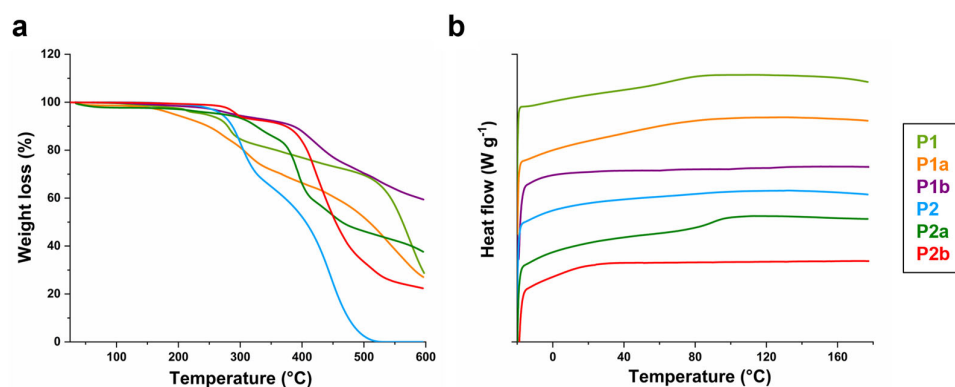 a
120
100
80
60
40
20
0
Weight loss (%)
100 200 300 400 500 600
Temperature (°C)
b
Heat flow (W g⁻¹)
0 40 80 120 160
Temperature (°C)
P1
P1a
P1b
P2
P2a
P2b